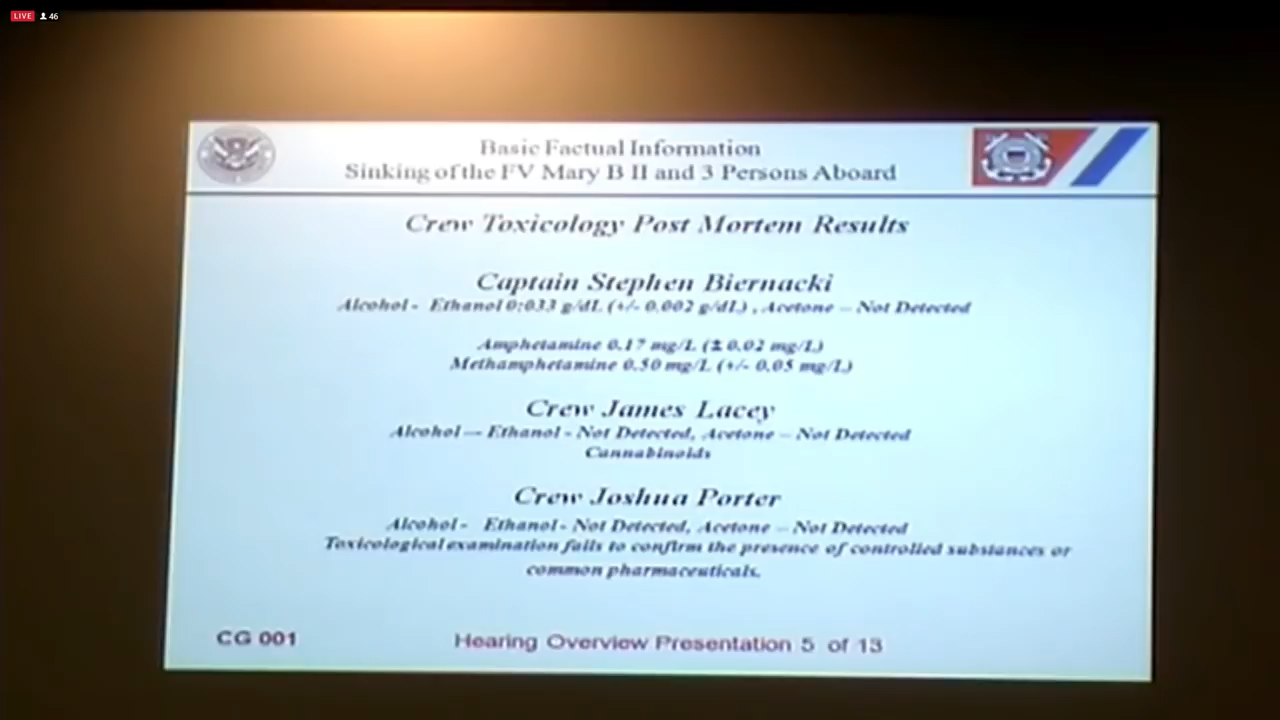 LIVE 46
Basic Factual Information
Sinking of the FV Mary B II and 3 Persons Aboard
Crew Toxicology Post Mortem Results
Captain Stephen Biernacki
Alcohol - Ethanol 0:033 g/dL (+/- 0.002 g/dL) , Acetone – Not Detected
Amphetamine 0.17 mg/L (± 0.02 mg/L)
Methamphetamine 0.50 mg/L (+/- 0.05 mg/L)
Crew James Lacey
Alcohol — Ethanol - Not Detected, Acetone – Not Detected
Cannabinoids
Crew Joshua Porter
Alcohol - Ethanol - Not Detected, Acetone – Not Detected
Toxicological examination fails to confirm the presence of controlled substances or
common pharmaceuticals.
CG 001
Hearing Overview Presentation 5 of 13